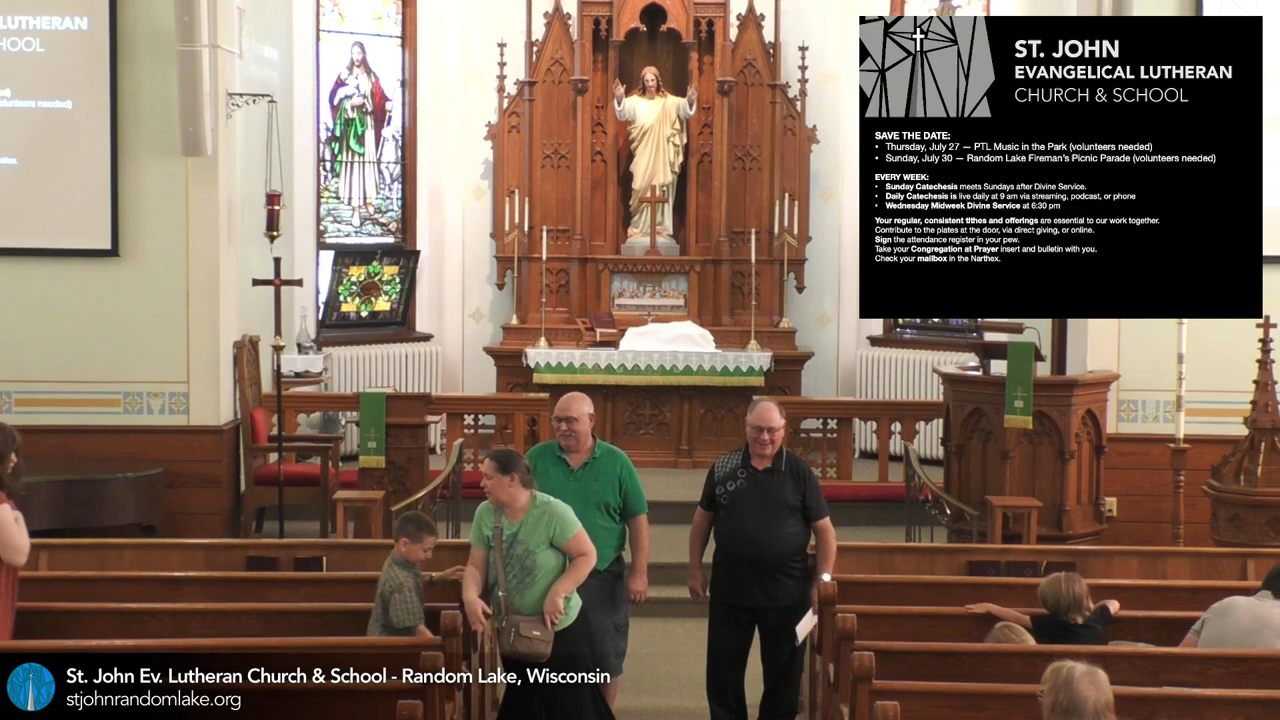 LUTHERAN
HOOL
ed)
volunteers needed)
ST. JOHN
EVANGELICAL LUTHERAN
CHURCH & SCHOOL
SAVE THE DATE:
• Thursday, July 27 — PTL Music in the Park (volunteers needed)
• Sunday, July 30 — Random Lake Fireman's Picnic Parade (volunteers needed)
EVERY WEEK:
• Sunday Catechesis meets Sundays after Divine Service.
• Daily Catechesis is live daily at 9 am via streaming, podcast, or phone
• Wednesday Midweek Divine Service at 6:30 pm
Your regular, consistent tithes and offerings are essential to our work together.
Contribute to the plates at the door, via direct giving, or online.
Sign the attendance register in your pew.
Take your Congregation at Prayer insert and bulletin with you.
Check your mailbox in the Narthex.
St. John Ev. Lutheran Church & School - Random Lake, Wisconsin
stjohnrandomlake.org